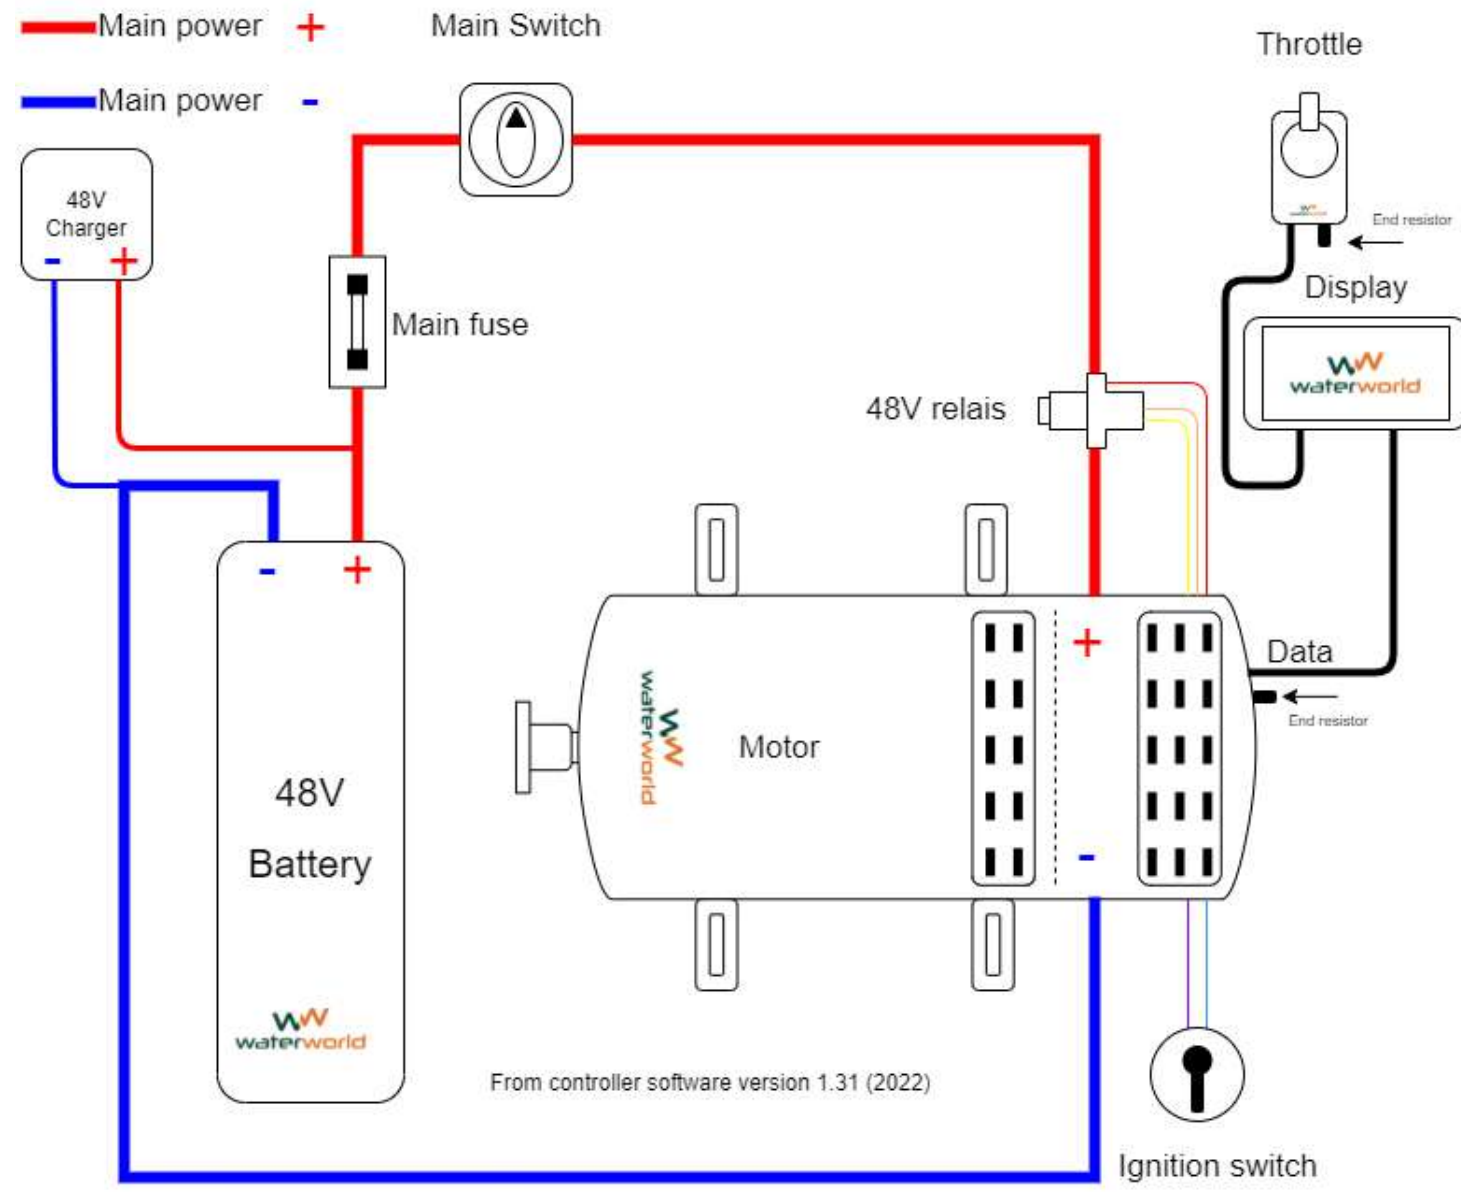 Main power +
Main Switch
Throttle
Main power -
48V
Charger
- +
End resistor
Display
Main fuse
waterworld
48V relais
- +
+
Data
End resistor
waterworld
Motor
48V
Battery
-
waterworld
From controller software version 1.31 (2022)
Ignition switch